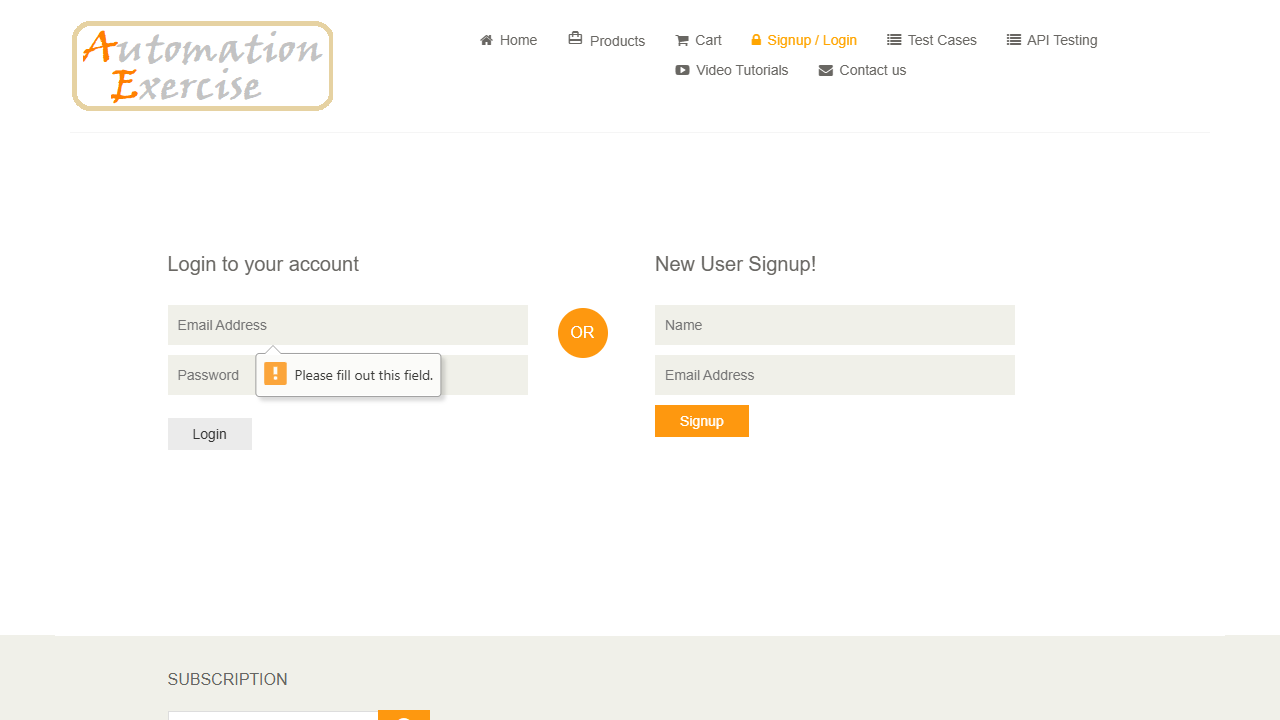 Automation
Exercise
Home Products Cart Signup / Login Test Cases API Testing
Video Tutorials Contact us
Login to your account
Email Address
Password
Please fill out this field.
Login
OR
New User Signup!
Name
Email Address
Signup
SUBSCRIPTION